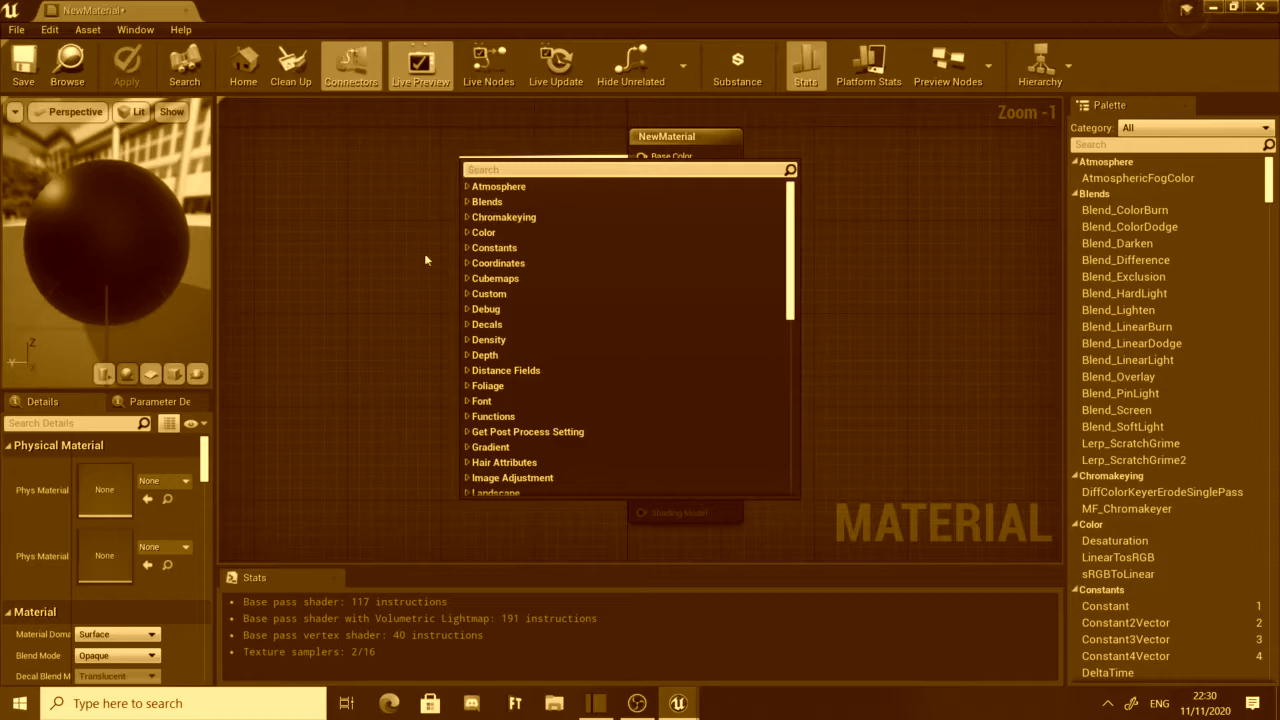 NewMaterial*
File Edit Asset Window Help
Save Browse Apply Search Home Clean Up Connectors Live Preview Live Nodes Live Update Hide Unrelated Substance Stats Platform Stats Preview Nodes Hierarchy
Perspective Lit Show
Z
Y
X
Details Parameter De
Search Details
Physical Material
Phys Material None None
Phys Material None None
Material
Material Doma Surface
Blend Mode Opaque
Decal Blend M Translucent
Zoom -1
NewMaterial
Base Color
Search
Atmosphere
Blends
Chromakeying
Color
Constants
Coordinates
Cubemaps
Custom
Debug
Decals
Density
Depth
Distance Fields
Foliage
Font
Functions
Get Post Process Setting
Gradient
Hair Attributes
Image Adjustment
Landscape
Shading Model
MATERIAL
Stats
Base pass shader: 117 instructions
Base pass shader with Volumetric Lightmap: 191 instructions
Base pass vertex shader: 40 instructions
Texture samplers: 2/16
Palette
Category: All
Search
Atmosphere
AtmosphericFogColor
Blends
Blend_ColorBurn
Blend_ColorDodge
Blend_Darken
Blend_Difference
Blend_Exclusion
Blend_HardLight
Blend_Lighten
Blend_LinearBurn
Blend_LinearDodge
Blend_LinearLight
Blend_Overlay
Blend_PinLight
Blend_Screen
Blend_SoftLight
Lerp_ScratchGrime
Lerp_ScratchGrime2
Chromakeying
DiffColorKeyerErodeSinglePass
MF_Chromakeyer
Color
Desaturation
LinearTosRGB
sRGBToLinear
Constants
Constant 1
Constant2Vector 2
Constant3Vector 3
Constant4Vector 4
DeltaTime
Type here to search
FT
ENG
22:30
11/11/2020